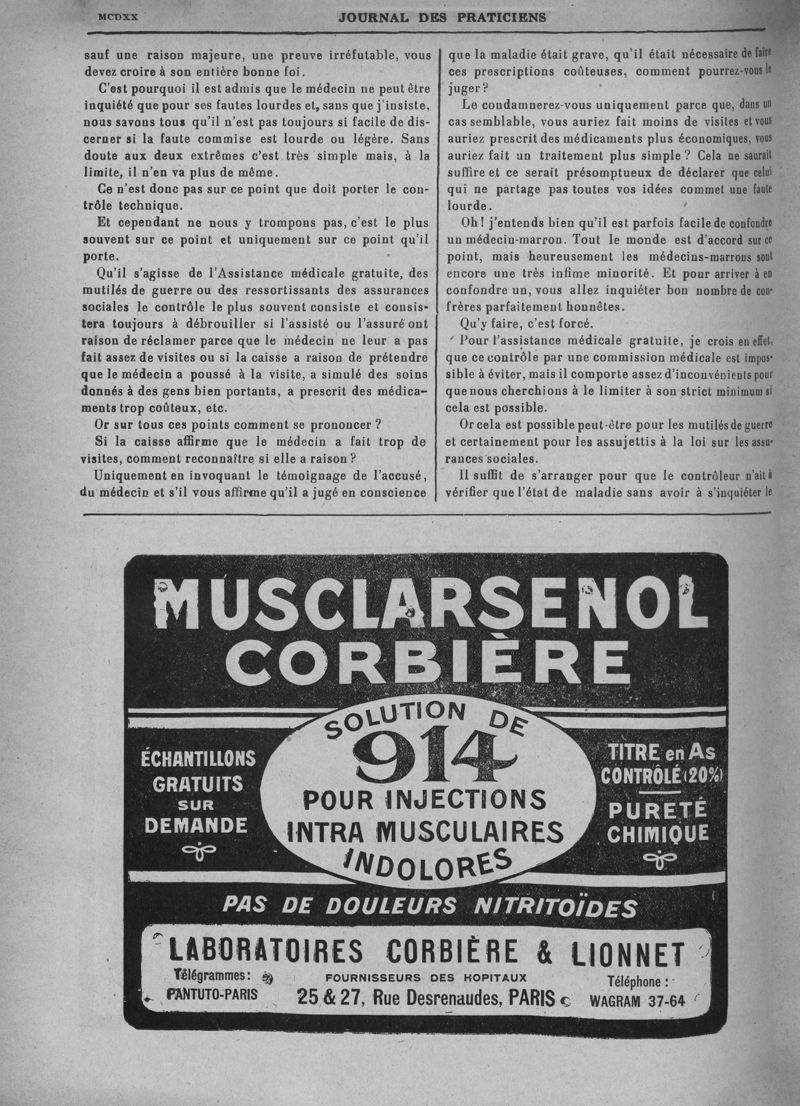 MCDXX
JOURNAL DES PRATICIENS
sauf une raison majeure, une preuve irréfutable, vous
devez croire à son entière bonne foi.
C'est pourquoi il est admis que le médecin ne peut être
inquiété que pour ses fautes lourdes et, sans que j'insiste,
nous savons tous qu'il n'est pas toujours si facile de dis-
cerner si la faute commise est lourde ou légère. Sans
doute aux deux extrêmes c'est très simple mais, à la
limite, il n'en va plus de même.
Ce n'est donc pas sur ce point que doit porter le con-
trôle technique.
Et cependant ne nous y trompons pas, c'est le plus
souvent sur ce point et uniquement sur ce point qu'il
porte.
Qu'il s'agisse de l'Assistance médicale gratuite, des
mutilés de guerre ou des ressortissants des assurances
sociales le contrôle le plus souvent consiste et consis-
tera toujours à débrouiller si l'assisté ou l'assuré ont
raison de réclamer parce que le médecin ne leur a pas
fait assez de visites ou si la caisse a raison de prétendre
que le médecin a poussé à la visite, a simulé des soins
donnés à des gens bien portants, a prescrit des médica-
ments trop coûteux, etc.
Or sur tous ces points comment se prononcer ?
Si la caisse affirme que le médecin a fait trop de
visites, comment reconnaître si elle a raison ?
Uniquement en invoquant le témoignage de l'accusé,
du médecin et s'il vous affirme qu'il a jugé en conscience
que la maladie était grave, qu'il était nécessaire de faire
ces prescriptions coûteuses, comment pourrez-vous le
juger ?
Le condamnerez-vous uniquement parce que, dans un
cas semblable, vous auriez fait moins de visites et vous
auriez prescrit des médicaments plus économiques, vous
auriez fait un traitement plus simple ? Cela ne saurait
suffire et ce serait présomptueux de déclarer que celui
qui ne partage pas toutes vos idées commet une faute
lourde.
Oh ! j'entends bien qu'il est parfois facile de confondre
un médecin-marron. Tout le monde est d'accord sur ce
point, mais heureusement les médecins-marrons sont
encore une très infime minorité. Et pour arriver à en
confondre un, vous allez inquiéter bon nombre de con-
frères parfaitement honnêtes.
Qu'y faire, c'est forcé.
Pour l'assistance médicale gratuite, je crois en effet,
que ce contrôle par une commission médicale est impos-
sible à éviter, mais il comporte assez d'inconvénients pour
que nous cherchions à le limiter à son strict minimum si
cela est possible.
Or cela est possible peut-être pour les mutilés de guerre
et certainement pour les assujettis à la loi sur les assu-
rances sociales.
Il suffit de s'arranger pour que le contrôleur n'ait à
vérifier que l'état de maladie sans avoir à s'inquiéter le
MUSCLARSENOL
CORBIÈRE
SOLUTION DE
914
POUR INJECTIONS
INTRA MUSCULAIRES
INDOLORES
ÉCHANTILLONS
GRATUITS
SUR
DEMANDE
TITRE en As
CONTRÔLÉ (20%)
PURETÉ
CHIMIQUE
PAS DE DOULEURS NITRITOÏDES
LABORATOIRES CORBIÈRE & LIONNET
Télégrammes:
PANTUTO-PARIS
FOURNISSEURS DES HOPITAUX
25 & 27, Rue Desrenaudes, PARIS
Téléphone :
WAGRAM 37-64